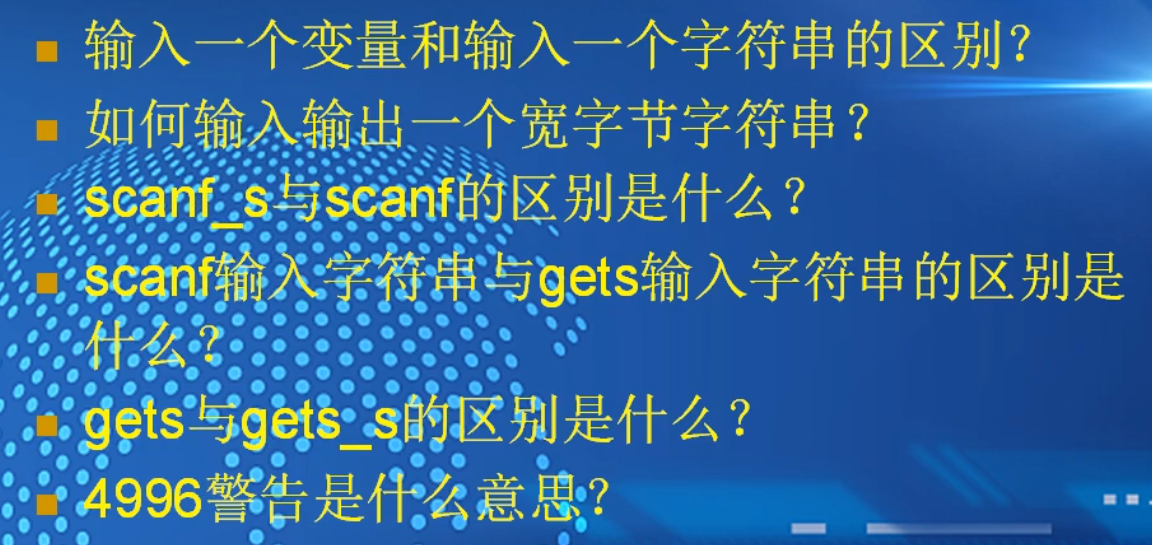 输入一个变量和输入一个字符串的区别?
如何输入输出一个宽字节字符串?
scanf_s与scanf的区别是什么?
scanf输入字符串与gets输入字符串的区别是
什么?
gets与gets_s的区别是什么?
4996警告是什么意思?